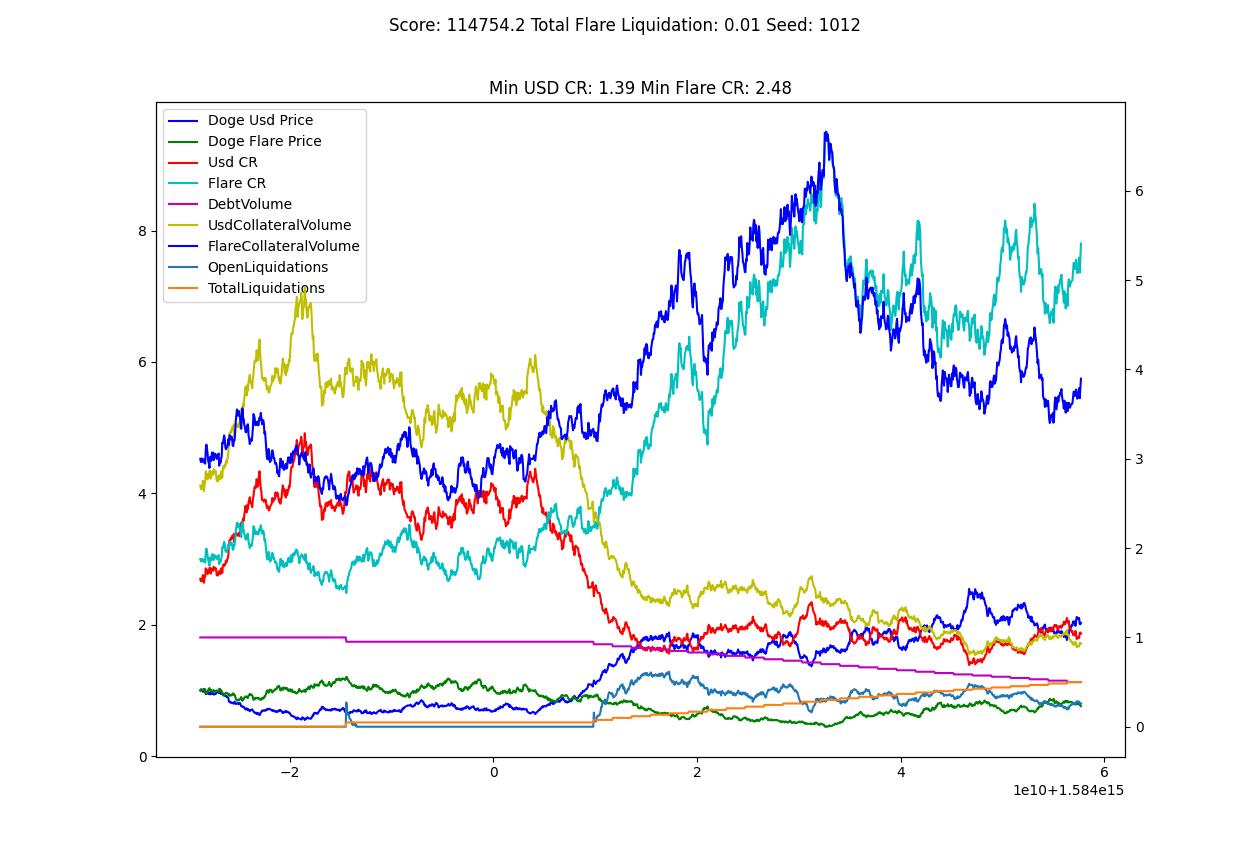 Score: 114754.2 Total Flare Liquidation: 0.01 Seed: 1012
Min USD CR: 1.39 Min Flare CR: 2.48
Doge Usd Price
Doge Flare Price
Usd CR
Flare CR
DebtVolume
UsdCollateralVolume
FlareCollateralVolume
OpenLiquidations
TotalLiquidations
8
6
4
2
0
6
5
4
3
2
1
0
−2
0
2
4
6
1e10+1.584e15